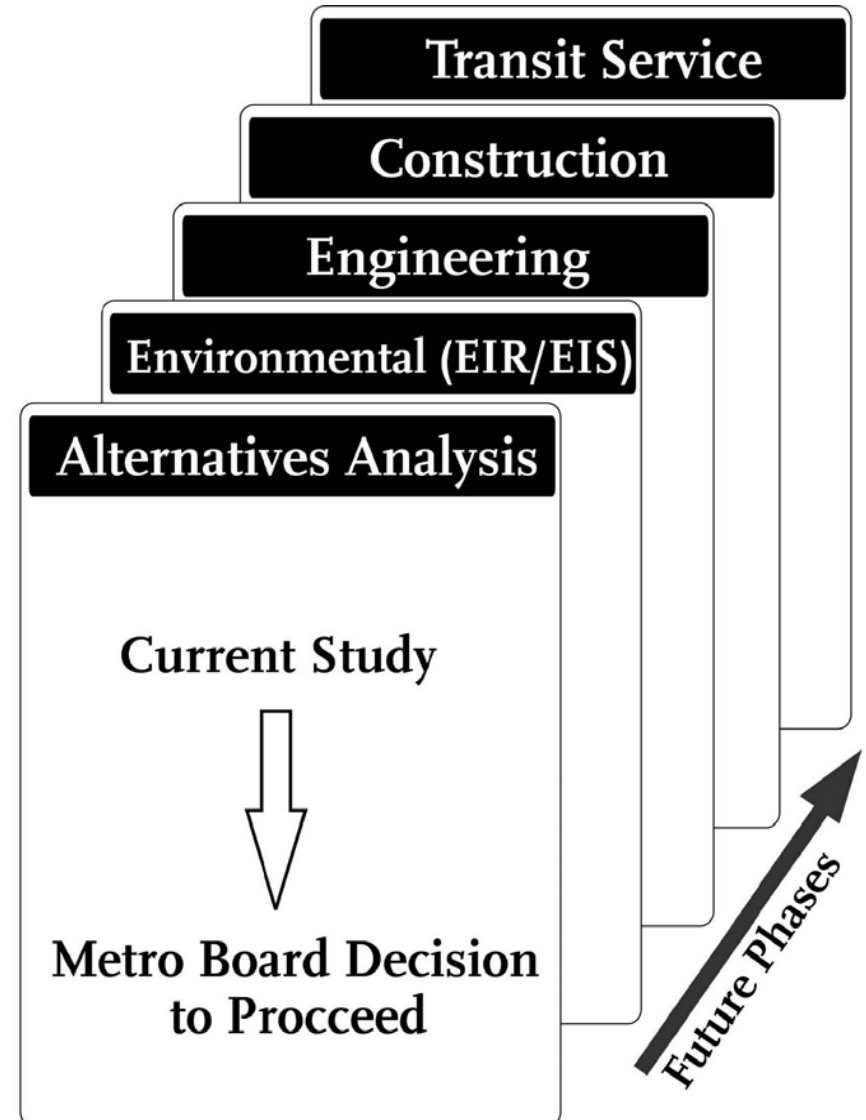 Transit Service
Construction
Engineering
Environmental (EIR/EIS)
Alternatives Analysis
Current Study
Metro Board Decision
to Procceed
Future Phases